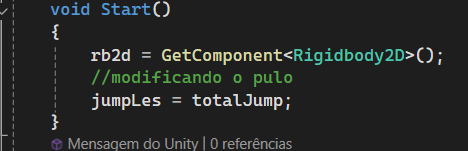 void Start()
{
rb2d = GetComponent<Rigidbody2D>();
//modificando o pulo
jumpLes = totalJump;
}
Mensagem do Unity | 0 referências